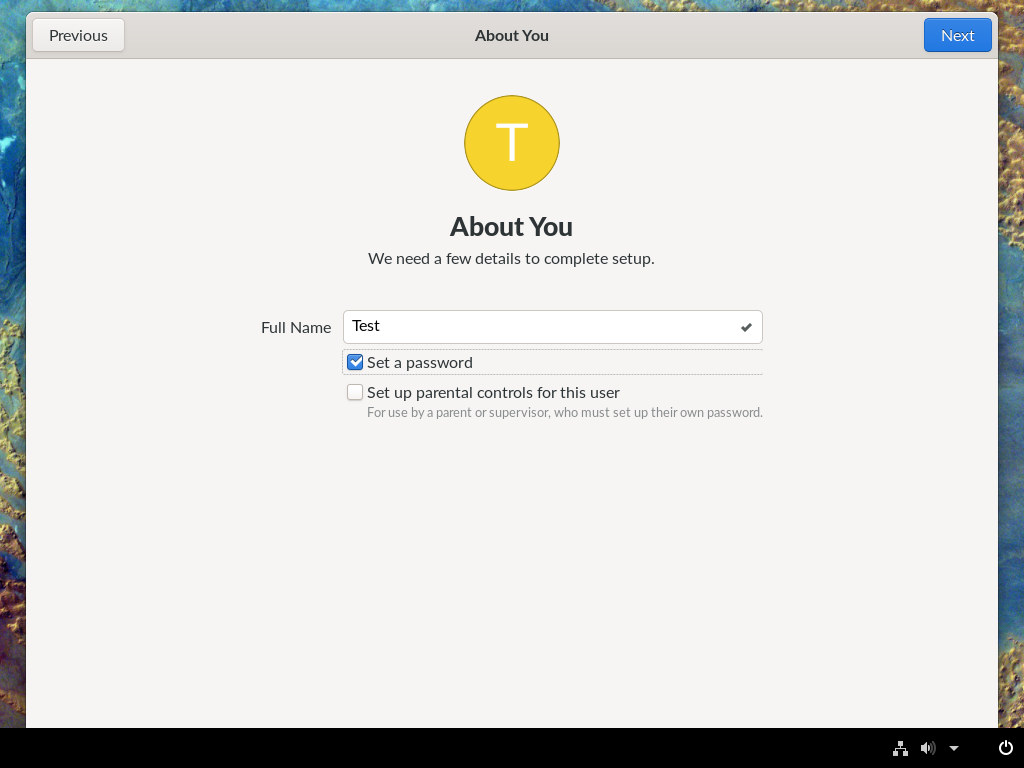 Previous
About You
Next
T
About You
We need a few details to complete setup.
Full Name
Test
Set a password
Set up parental controls for this user
For use by a parent or supervisor, who must set up their own password.